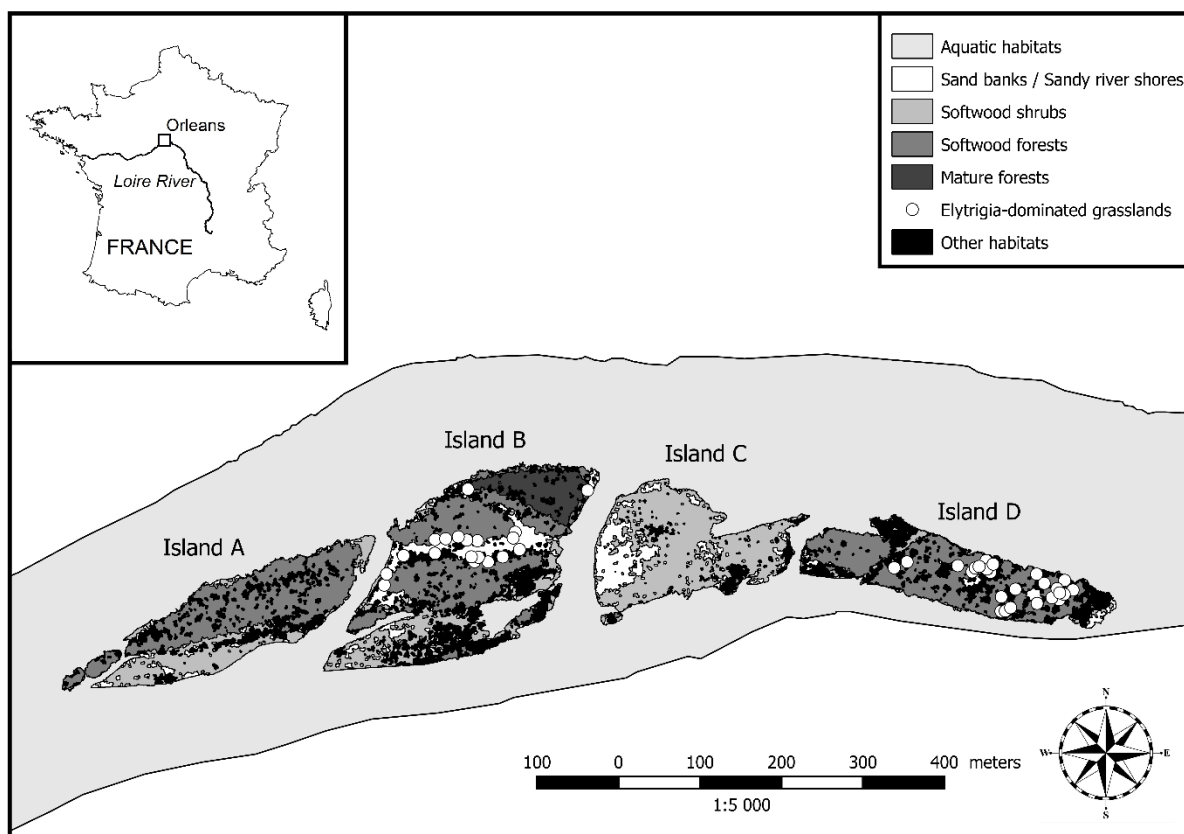 Orleans
Loire River
FRANCE
Aquatic habitats
Sand banks / Sandy river shores
Softwood shrubs
Softwood forests
Mature forests
Elytrigia-dominated grasslands
Other habitats
Island A
Island B
Island C
Island D
100 0 100 200 300 400 meters
1:5 000
N
W E
S